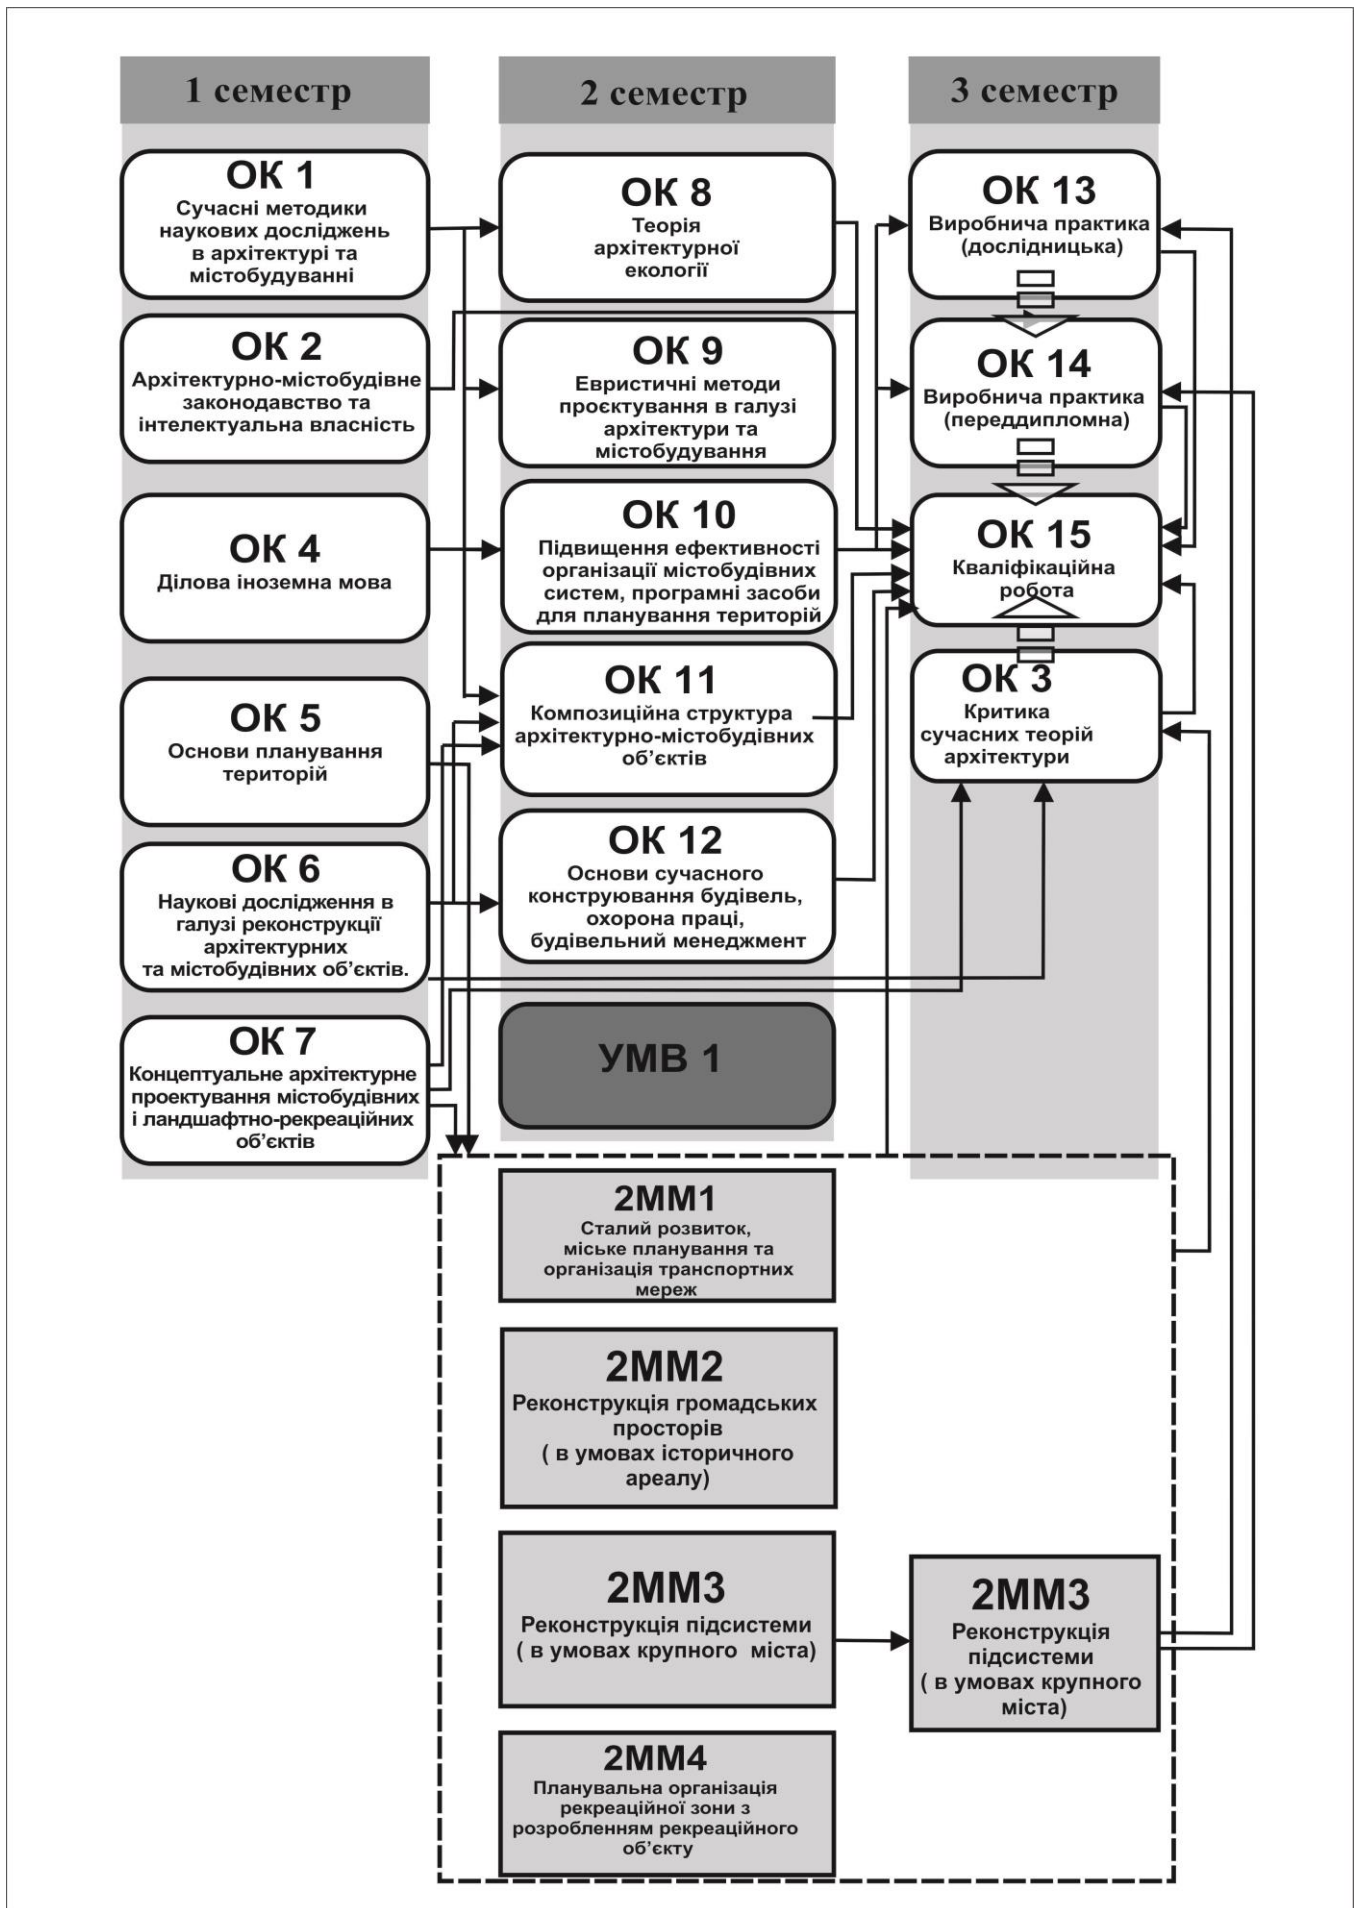 1 семестр
ОК 1
Сучасні методики
наукових досліджень
в архітектурі та
містобудуванні
ОК 2
Архітектурно-містобудівне
законодавство та
інтелектуальна власність
ОК 4
Ділова іноземна мова
ОК 5
Основи планування
територій
ОК 6
Наукові дослідження в
галузі реконструкції
архітектурних
та містобудівних об’єктів.
ОК 7
Концептуальне архітектурне
проектування містобудівних
і ландшафтно-рекреаційних
об’єктів
2 семестр
ОК 8
Теорія
архітектурної
екології
ОК 9
Евристичні методи
проєктування в галузі
архітектури та
містобудування
ОК 10
Підвищення ефективності
організації містобудівних
систем, програмні засоби
для планування територій
ОК 11
Композиційна структура
архітектурно-містобудівних
об’єктів
ОК 12
Основи сучасного
конструювання будівель,
охорона праці,
будівельний менеджмент
УМВ 1
2ММ1
Сталий розвиток,
міське планування та
організація транспортних
мереж
2ММ2
Реконструкція громадських
просторів
( в умовах історичного
ареалу)
2ММ3
Реконструкція підсистеми
( в умовах крупного міста)
2ММ4
Планувальна організація
рекреаційної зони з
розробленням рекреаційного
об’єкту
3 семестр
ОК 13
Виробнича практика
(дослідницька)
ОК 14
Виробнича практика
(переддипломна)
ОК 15
Кваліфікаційна
робота
ОК 3
Критика
сучасних теорій
архітектури
2ММ3
Реконструкція
підсистеми
( в умовах крупного
міста)